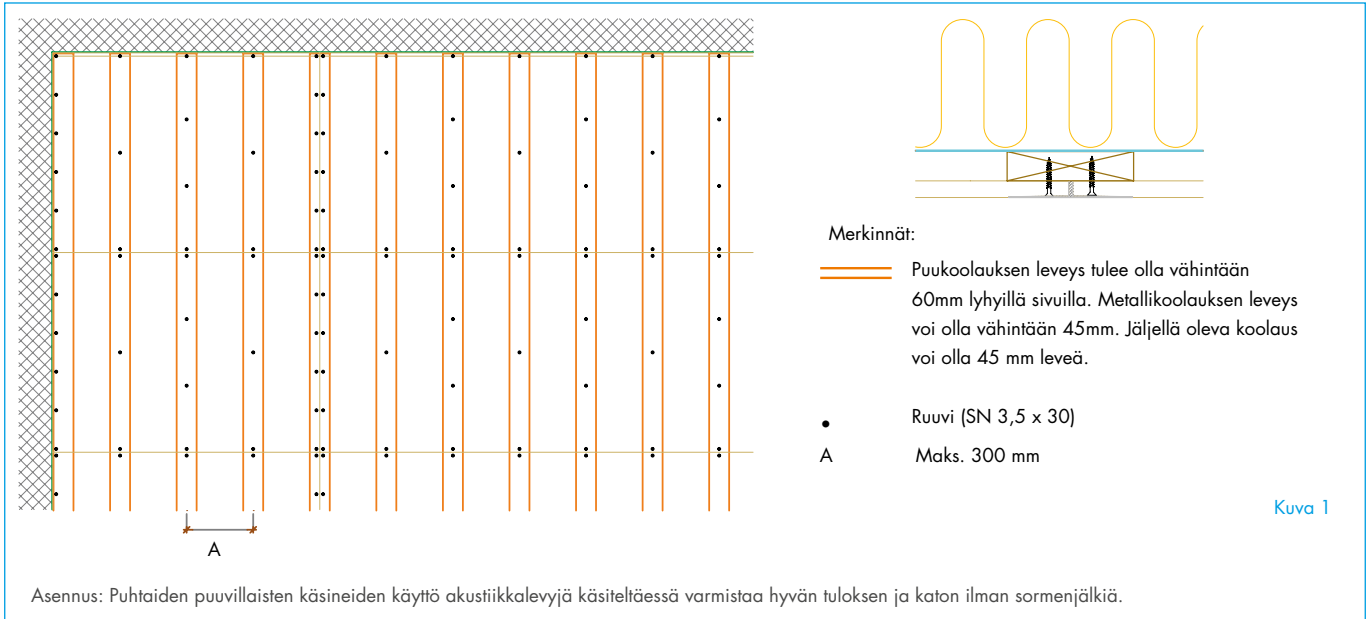 Merkinnät:
Puukoolauksen leveys tulee olla vähintään
60mm lyhyillä sivuilla. Metallikoolauksen leveys
voi olla vähintään 45mm. Jäljellä oleva koolaus
voi olla 45 mm leveä.
Ruuvi (SN 3,5 x 30)
A Maks. 300 mm
Kuva 1
A
Asennus: Puhtaiden puuvillaisten käsineiden käyttö akustiikkalevyjä käsiteltäessä varmistaa hyvän tuloksen ja katon ilman sormenjälkiä.